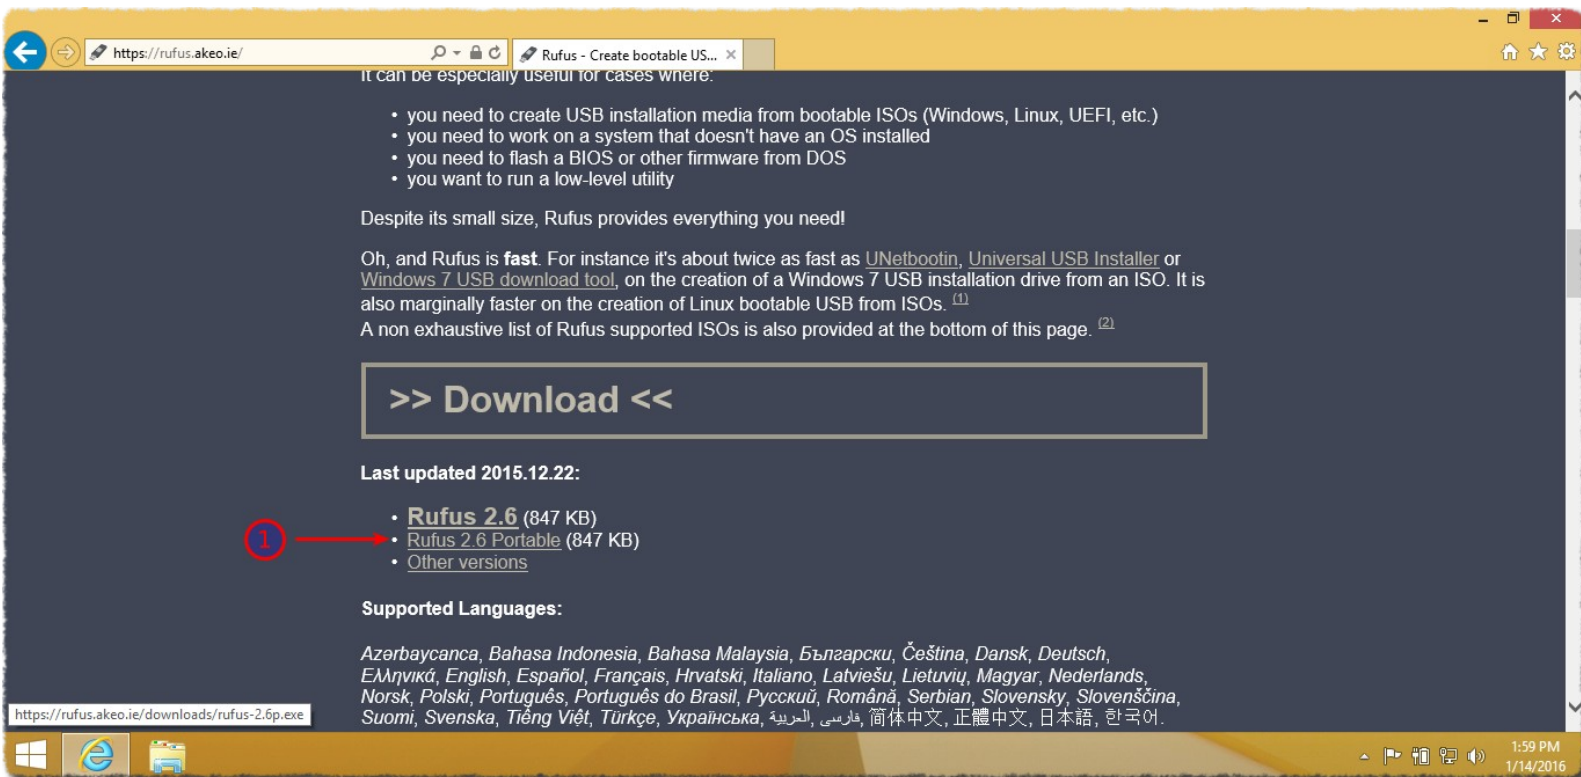 https://rufus.akeo.ie/
Rufus - Create bootable US...
It can be especially useful for cases where:
• you need to create USB installation media from bootable ISOs (Windows, Linux, UEFI, etc.)
• you need to work on a system that doesn't have an OS installed
• you need to flash a BIOS or other firmware from DOS
• you want to run a low-level utility
Despite its small size, Rufus provides everything you need!
Oh, and Rufus is fast. For instance it's about twice as fast as UNetbootin, Universal USB Installer or
Windows 7 USB download tool, on the creation of a Windows 7 USB installation drive from an ISO. It is
also marginally faster on the creation of Linux bootable USB from ISOs. (1)
A non exhaustive list of Rufus supported ISOs is also provided at the bottom of this page. (2)
>> Download <<
Last updated 2015.12.22:
• Rufus 2.6 (847 KB)
1
• Rufus 2.6 Portable (847 KB)
• Other versions
Supported Languages:
Azərbaycanca, Bahasa Indonesia, Bahasa Malaysia, Български, Čeština, Dansk, Deutsch,
Ελληνικά, English, Español, Français, Hrvatski, Italiano, Latviešu, Lietuvių, Magyar, Nederlands,
Norsk, Polski, Português, Português do Brasil, Русский, Română, Serbian, Slovensky, Slovenščina,
Suomi, Svenska, Tiếng Việt, Türkçe, Українська, العربية, فارسی, 简体中文, 正體中文, 日本語, 한국어.
https://rufus.akeo.ie/downloads/rufus-2.6p.exe
1:59 PM
1/14/2016